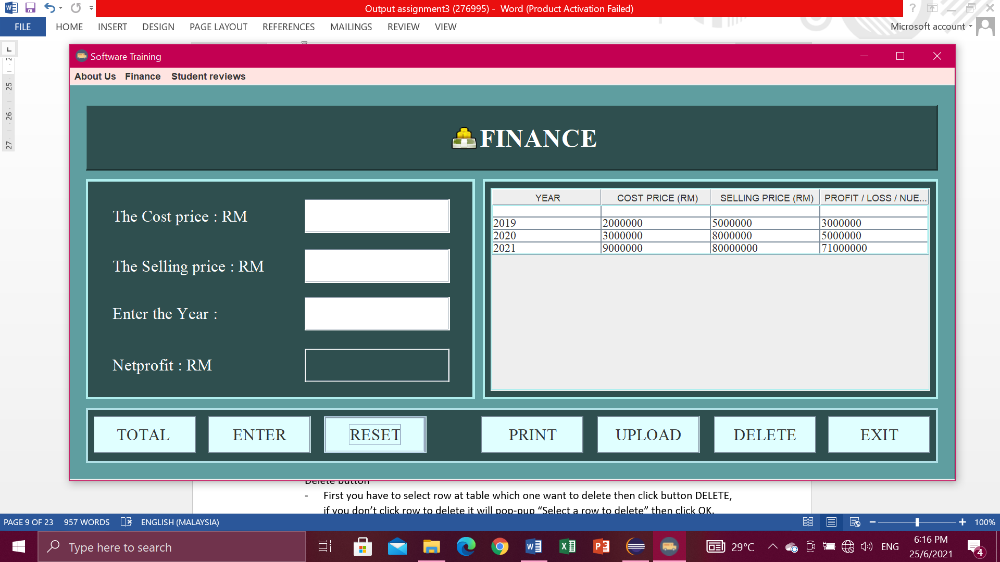 Output assignment3 (276995) - Word (Product Activation Failed)
FILE HOME INSERT DESIGN PAGE LAYOUT REFERENCES MAILINGS REVIEW VIEW Microsoft account
Software Training
About Us Finance Student reviews
25
26
27
FINANCE
The Cost price : RM
The Selling price : RM
Enter the Year :
Netprofit : RM
YEAR COST PRICE (RM) SELLING PRICE (RM) PROFIT / LOSS / NUE...
2019 2000000 5000000 3000000
2020 3000000 8000000 5000000
2021 9000000 80000000 71000000
TOTAL ENTER RESET PRINT UPLOAD DELETE EXIT
Delete button
- First you have to select row at table which one want to delete then click button DELETE,
if you don’t click row to delete it will pop-pup “Select a row to delete” then click OK.
PAGE 9 OF 23 957 WORDS ENGLISH (MALAYSIA) 100%
Type here to search
29°C ENG 6:16 PM
25/6/2021
4